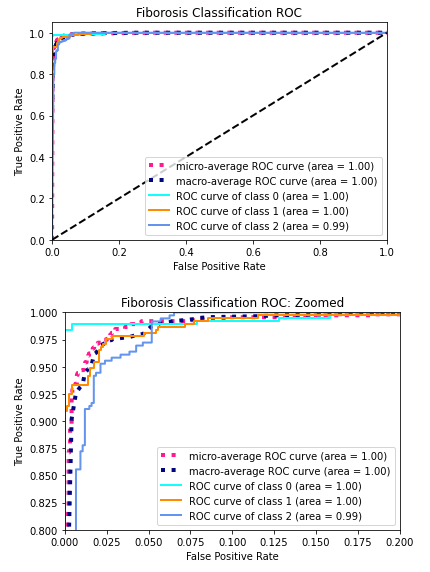 Fiborosis Classification ROC
1.0
0.8
0.6
0.4
0.2
0.0
True Positive Rate
micro-average ROC curve (area = 1.00)
macro-average ROC curve (area = 1.00)
ROC curve of class 0 (area = 1.00)
ROC curve of class 1 (area = 1.00)
ROC curve of class 2 (area = 0.99)
0.0 0.2 0.4 0.6 0.8 1.0
False Positive Rate
Fiborosis Classification ROC: Zoomed
1.000
0.975
0.950
0.925
0.900
0.875
0.850
0.825
0.800
True Positive Rate
micro-average ROC curve (area = 1.00)
macro-average ROC curve (area = 1.00)
ROC curve of class 0 (area = 1.00)
ROC curve of class 1 (area = 1.00)
ROC curve of class 2 (area = 0.99)
0.000 0.025 0.050 0.075 0.100 0.125 0.150 0.175 0.200
False Positive Rate